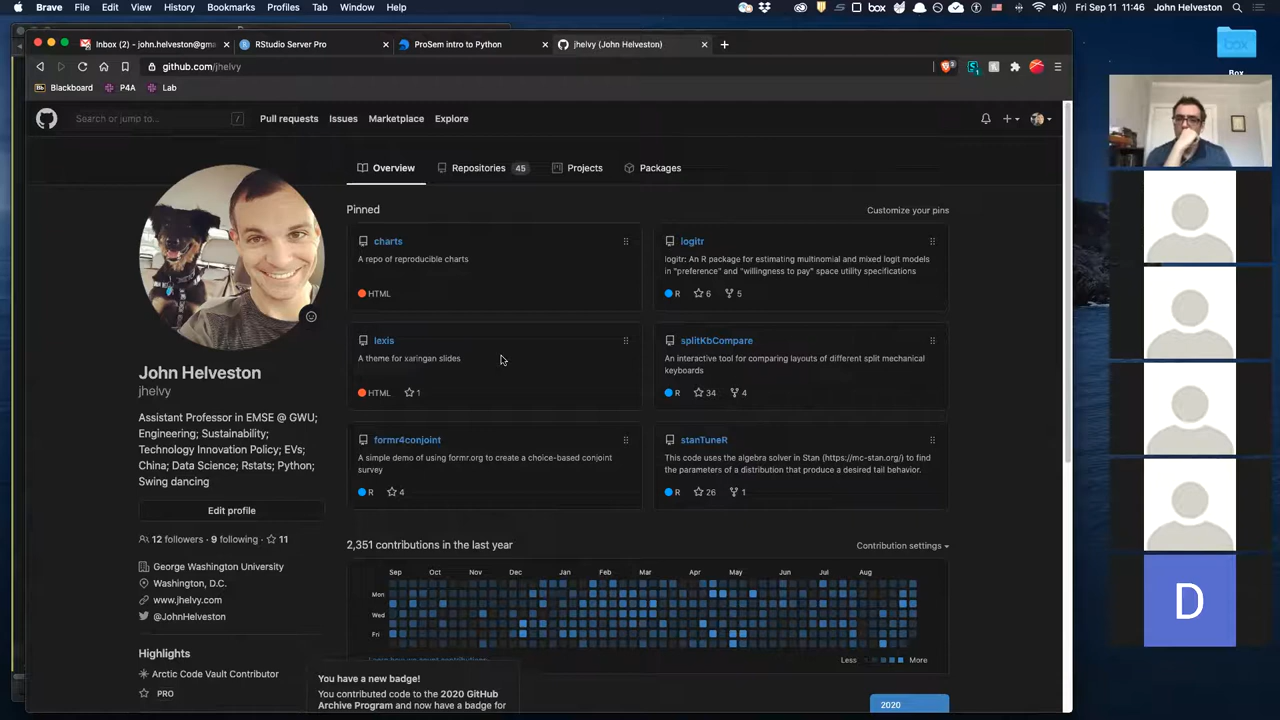 Brave File Edit View History Bookmarks Profiles Tab Window Help
box
Fri Sep 11 11:46 John Helveston
Inbox (2) - john.helveston@gma
RStudio Server Pro
ProSem intro to Python
jhelvy (John Helveston)
github.com/jhelvy
Blackboard
P4A
Lab
Search or jump to...
/
Pull requests Issues Marketplace Explore
Overview
Repositories 45
Projects
Packages
Pinned
Customize your pins
charts
A repo of reproducible charts
HTML
logitr
logitr: An R package for estimating multinomial and mixed logit models
in "preference" and "willingness to pay" space utility specifications
R 6 5
lexis
A theme for xaringan slides
HTML 1
splitKbCompare
An interactive tool for comparing layouts of different split mechanical
keyboards
R 34 4
formr4conjoint
A simple demo of using formr.org to create a choice-based conjoint
survey
R 4
stanTuneR
This code uses the algebra solver in Stan (https://mc-stan.org/) to find
the parameters of a distribution that produce a desired tail behavior.
R 26 1
John Helveston
jhelvy
Assistant Professor in EMSE @ GWU;
Engineering; Sustainability;
Technology Innovation Policy; EVs;
China; Data Science; Rstats; Python;
Swing dancing
Edit profile
12 followers · 9 following · 11
George Washington University
Washington, D.C.
www.jhelvy.com
@JohnHelveston
Highlights
Arctic Code Vault Contributor
PRO
2,351 contributions in the last year
Contribution settings
Sep Oct Nov Dec Jan Feb Mar Apr May Jun Jul Aug
Mon
Wed
Fri
Learn how we count contributions
Less More
You have a new badge!
You contributed code to the 2020 GitHub
Archive Program and now have a badge for
2020
box
Box
D